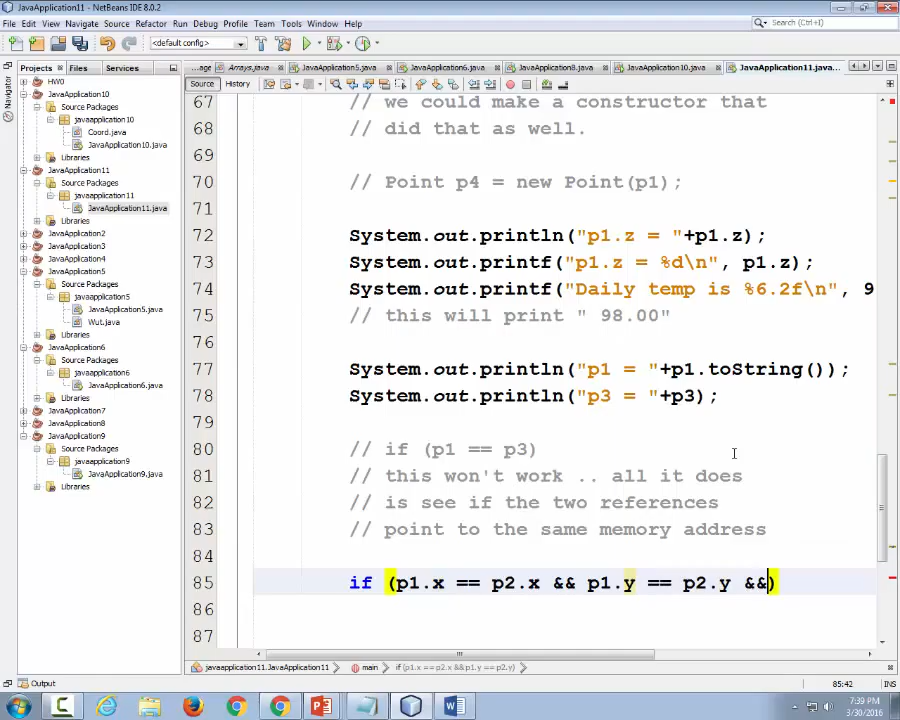 JavaApplication11 - NetBeans IDE 8.0.2
File Edit View Navigate Source Refactor Run Debug Profile Team Tools Window Help
Search (Ctrl+I)
<default config>
Projects Files Services
...age Arrays.java JavaApplication5.java JavaApplication6.java JavaApplication8.java JavaApplication10.java JavaApplication11.java...
Source History
Navigator
HW0
JavaApplication10
Source Packages
javaapplication10
Coord.java
JavaApplication10.java
Libraries
JavaApplication11
Source Packages
javaapplication11
JavaApplication11.java
Libraries
JavaApplication2
JavaApplication3
JavaApplication4
JavaApplication5
Source Packages
javaapplication5
JavaApplication5.java
Wut.java
Libraries
JavaApplication6
Source Packages
javaapplication6
JavaApplication6.java
Libraries
JavaApplication7
JavaApplication8
JavaApplication9
Source Packages
javaapplication9
JavaApplication9.java
Libraries
67 // we could make a constructor that
68 // did that as well.
69
70 // Point p4 = new Point(p1);
71
72 System.out.println("p1.z = "+p1.z);
73 System.out.printf("p1.z = %d\n", p1.z);
74 System.out.printf("Daily temp is %6.2f\n", 9
75 // this will print " 98.00"
76
77 System.out.println("p1 = "+p1.toString());
78 System.out.println("p3 = "+p3);
79
80 // if (p1 == p3)
81 // this won't work .. all it does
82 // is see if the two references
83 // point to the same memory address
84
85 if (p1.x == p2.x && p1.y == p2.y &&)
86
87
javaapplication11.JavaApplication11 main if (p1.x == p2.x && p1.y == p2.y)
Output
85:42 INS
7:39 PM
3/30/2016